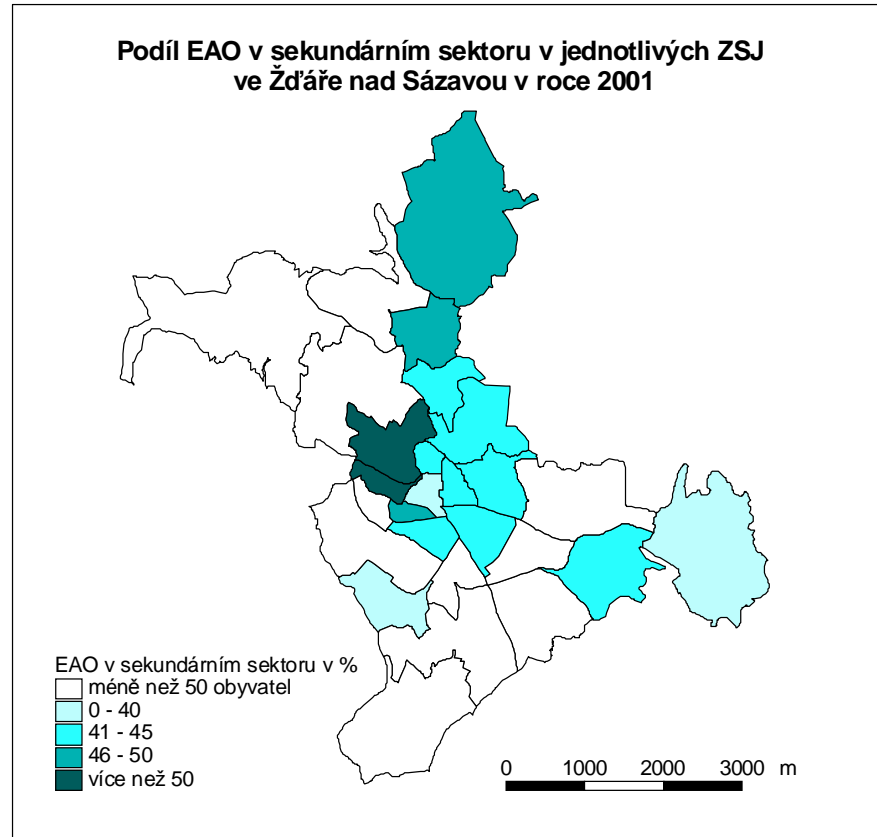 Podíl EAO v sekundárním sektoru v jednotlivých ZSJ
ve Žďáře nad Sázavou v roce 2001
EAO v sekundárním sektoru v %
méně než 50 obyvatel
0 - 40
41 - 45
46 - 50
více než 50
0 1000 2000 3000 m